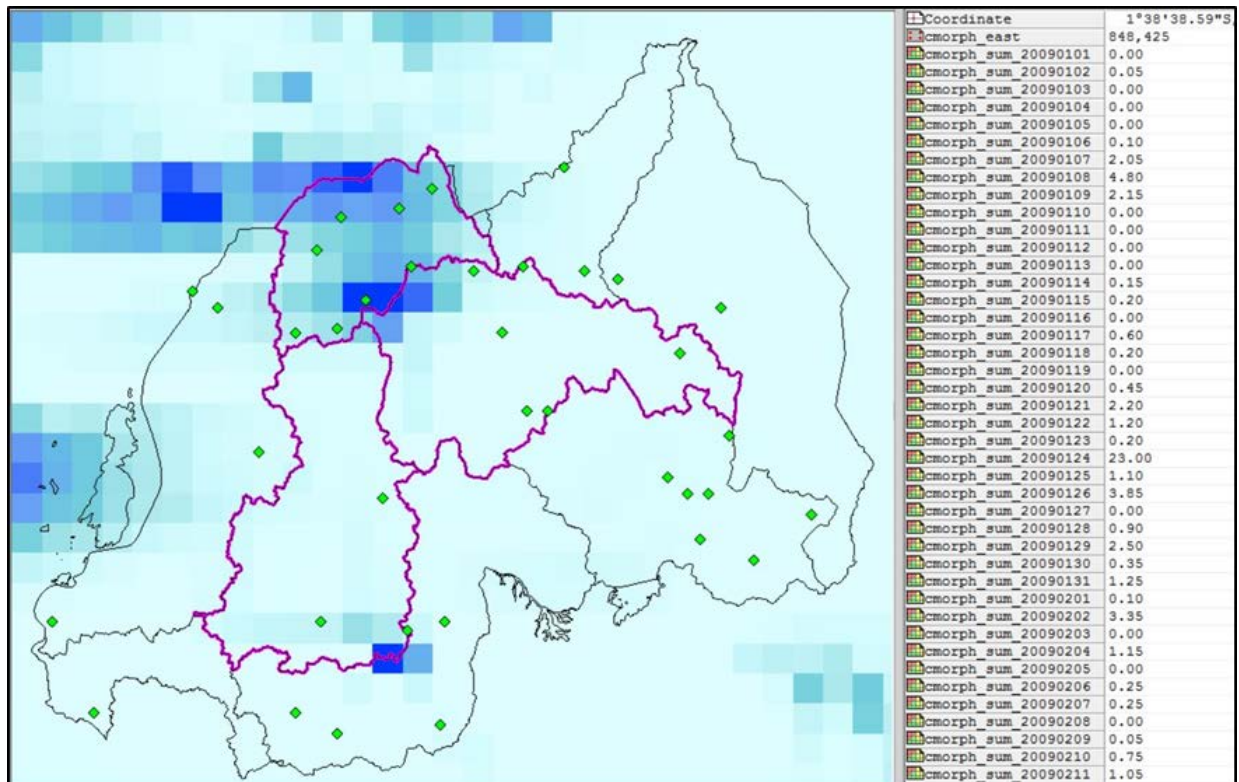 Coordinate 1°38'38.59"S,
cmorph_east 848,425
cmorph_sum_20090101 0.00
cmorph_sum_20090102 0.05
cmorph_sum_20090103 0.00
cmorph_sum_20090104 0.00
cmorph_sum_20090105 0.00
cmorph_sum_20090106 0.10
cmorph_sum_20090107 2.05
cmorph_sum_20090108 4.80
cmorph_sum_20090109 2.15
cmorph_sum_20090110 0.00
cmorph_sum_20090111 0.00
cmorph_sum_20090112 0.00
cmorph_sum_20090113 0.00
cmorph_sum_20090114 0.15
cmorph_sum_20090115 0.20
cmorph_sum_20090116 0.00
cmorph_sum_20090117 0.60
cmorph_sum_20090118 0.20
cmorph_sum_20090119 0.00
cmorph_sum_20090120 0.45
cmorph_sum_20090121 2.20
cmorph_sum_20090122 1.20
cmorph_sum_20090123 0.20
cmorph_sum_20090124 23.00
cmorph_sum_20090125 1.10
cmorph_sum_20090126 3.85
cmorph_sum_20090127 0.00
cmorph_sum_20090128 0.90
cmorph_sum_20090129 2.50
cmorph_sum_20090130 0.35
cmorph_sum_20090131 1.25
cmorph_sum_20090201 0.10
cmorph_sum_20090202 3.35
cmorph_sum_20090203 0.00
cmorph_sum_20090204 1.15
cmorph_sum_20090205 0.00
cmorph_sum_20090206 0.25
cmorph_sum_20090207 0.25
cmorph_sum_20090208 0.00
cmorph_sum_20090209 0.05
cmorph_sum_20090210 0.75
cmorph_sum_20090211 1.05